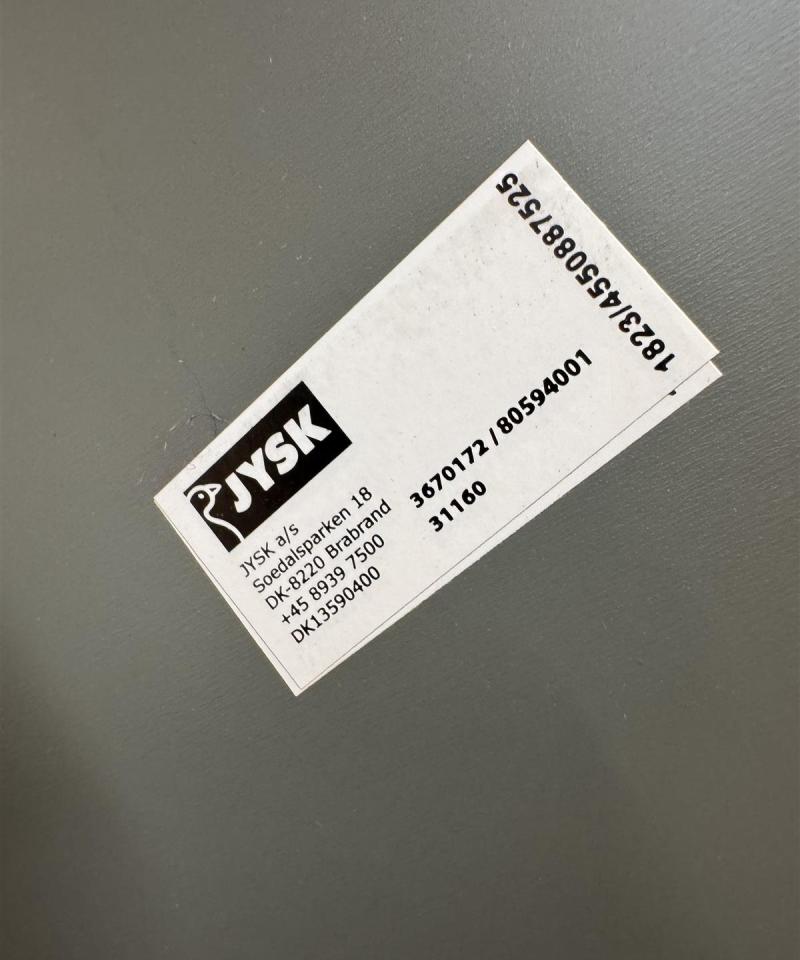 JYSK
JYSK a/s
Soedalsparken 18
DK-8220 Brabrand
+45 8939 7500
DK13590400
3670172 / 80594001
31160
1823/4550887525